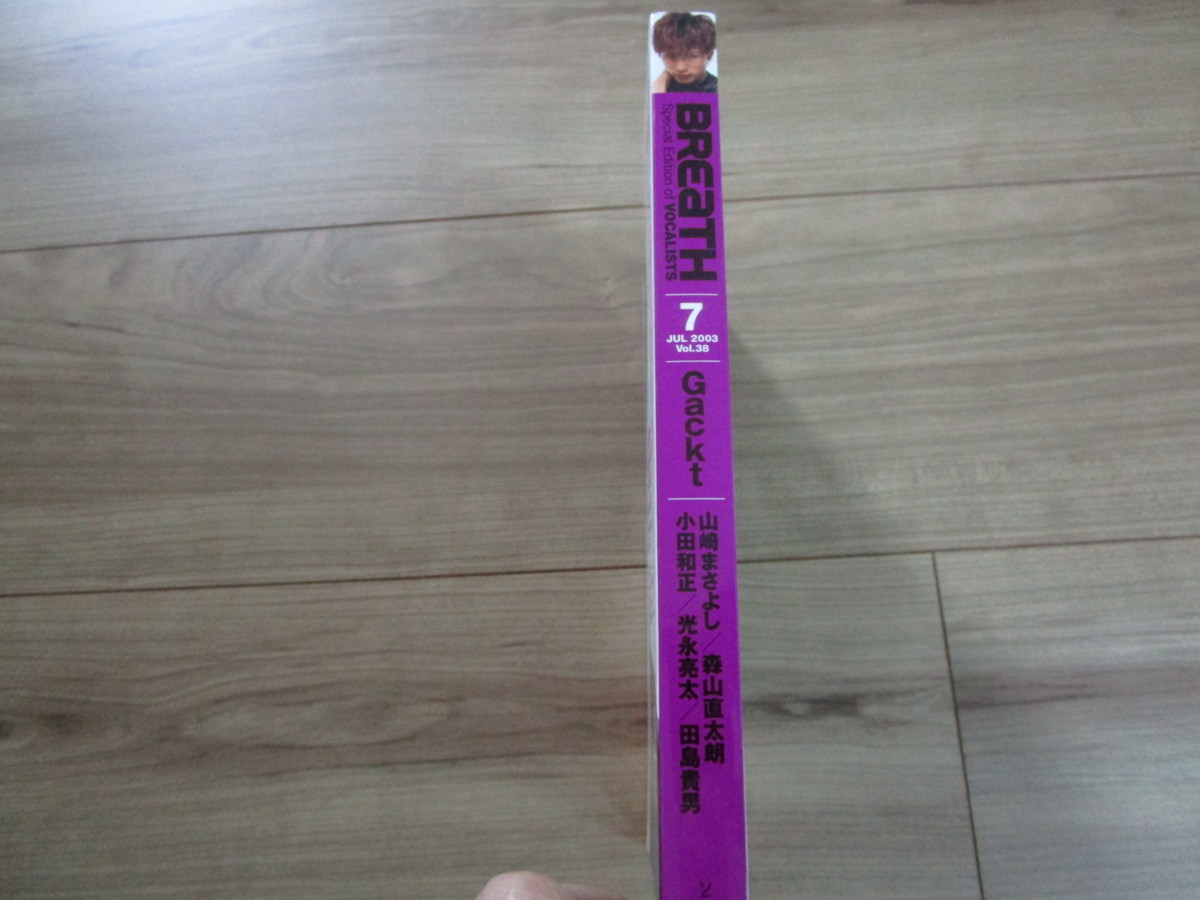 BREaTH
Special Edition of VOCALISTS
7
JUL 2003
Vol.38
Gackt
山崎まさよし／森山直太朗
小田和正／光永亮太／田島貴男
ソ